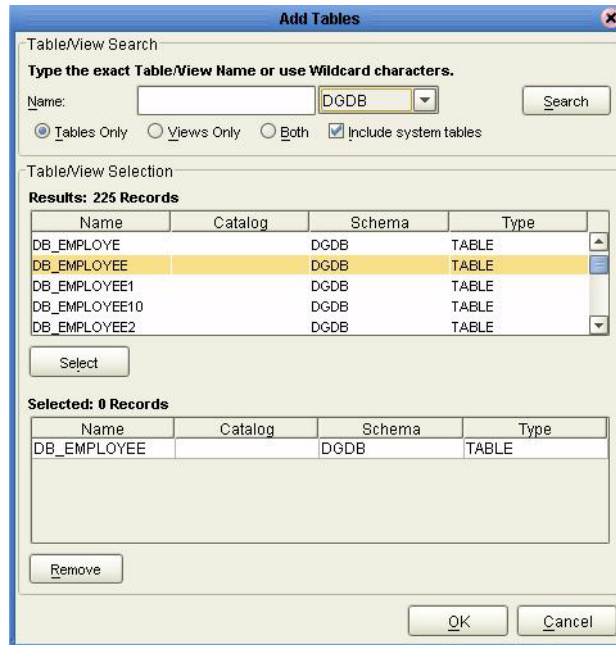 Add Tables
Table/View Search
Type the exact Table/View Name or use Wildcard characters.
Name: DGDB Search
Tables Only Views Only Both Include system tables
Table/View Selection
Results: 225 Records
Name Catalog Schema Type
DB_EMPLOYE DGDB TABLE
DB_EMPLOYEE DGDB TABLE
DB_EMPLOYEE1 DGDB TABLE
DB_EMPLOYEE10 DGDB TABLE
DB_EMPLOYEE2 DGDB TABLE
Select
Selected: 0 Records
Name Catalog Schema Type
DB_EMPLOYEE DGDB TABLE
Remove
OK Cancel